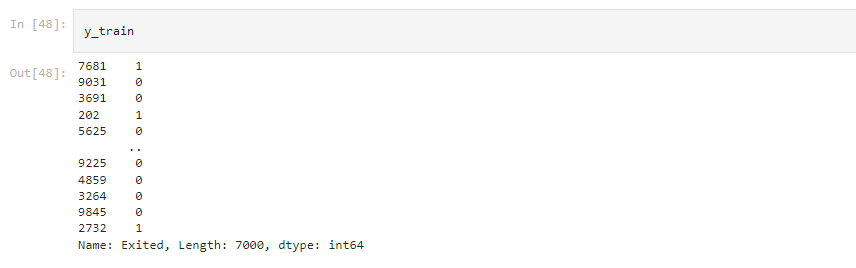 In [48]:
y_train
Out[48]:
7681    1
9031    0
3691    0
202     1
5625    0
       ..
9225    0
4859    0
3264    0
9845    0
2732    1
Name: Exited, Length: 7000, dtype: int64